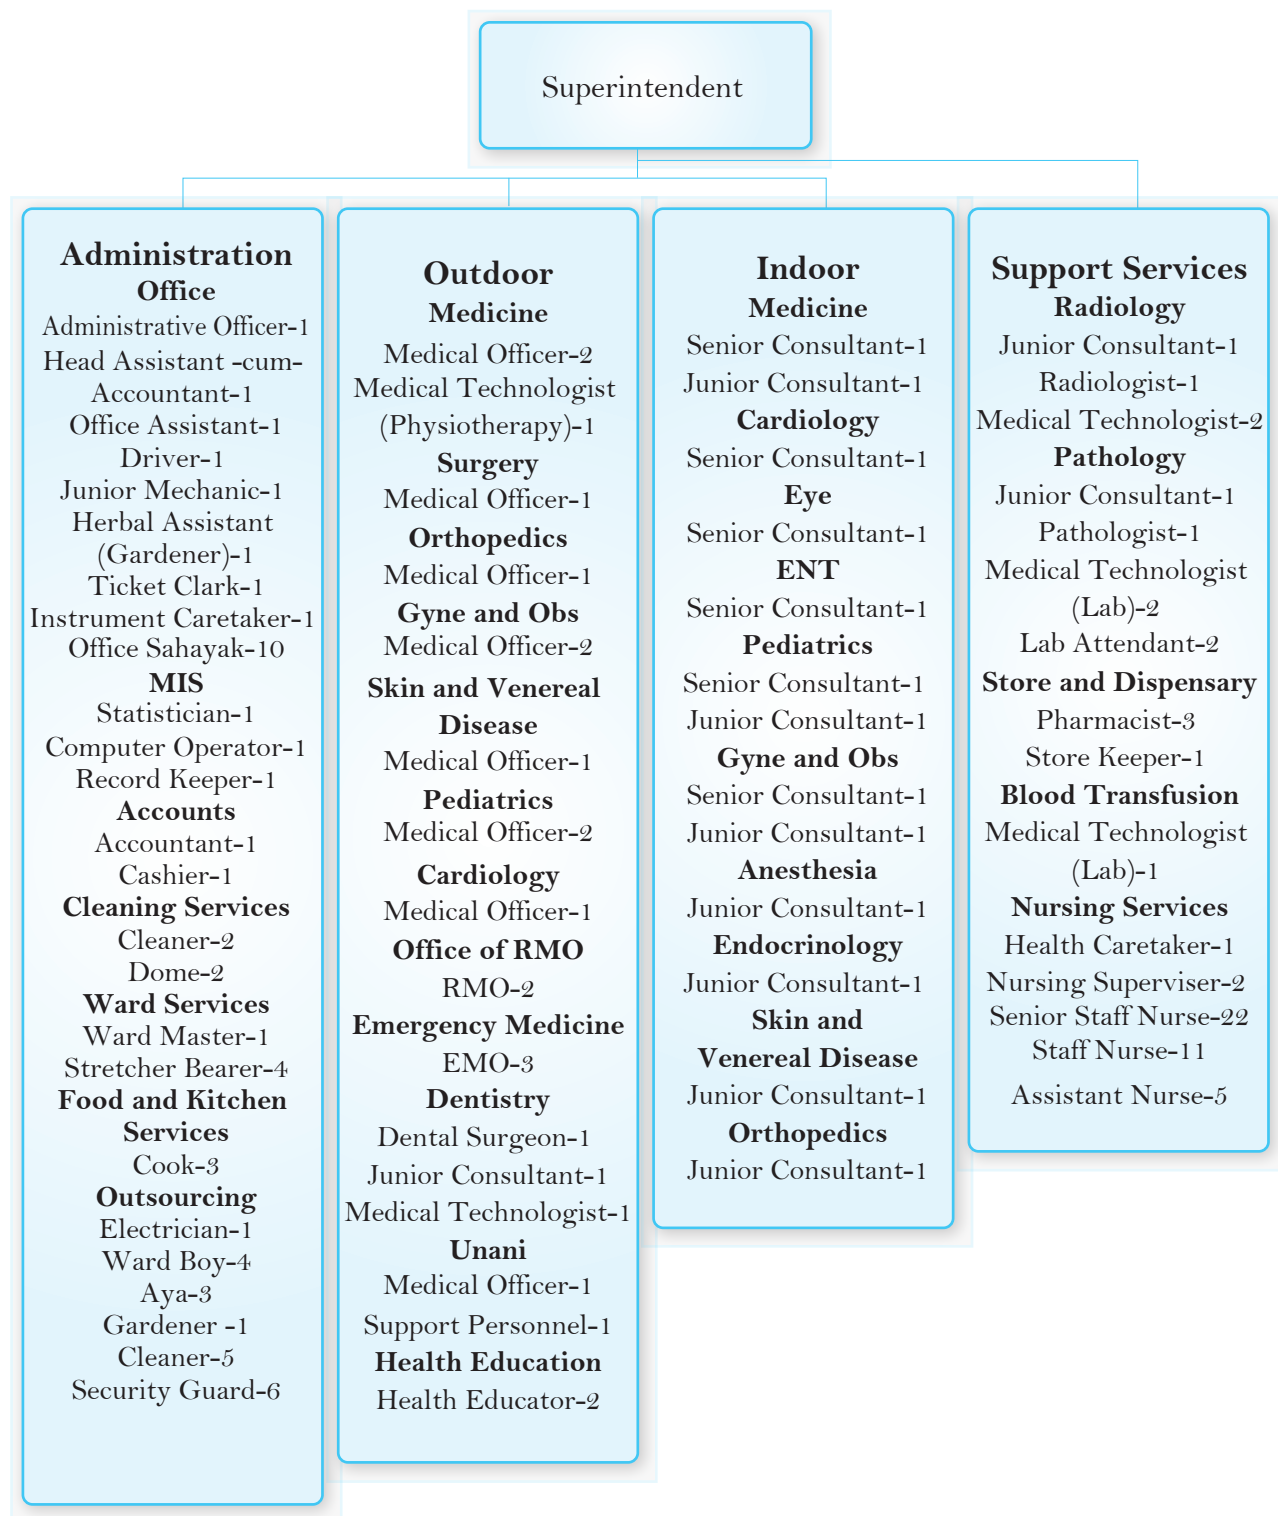 Superintendent
Administration
Office
Administrative Officer-1
Head Assistant -cum-
Accountant-1
Office Assistant-1
Driver-1
Junior Mechanic-1
Herbal Assistant
(Gardener)-1
Ticket Clark-1
Instrument Caretaker-1
Office Sahayak-10
MIS
Statistician-1
Computer Operator-1
Record Keeper-1
Accounts
Accountant-1
Cashier-1
Cleaning Services
Cleaner-2
Dome-2
Ward Services
Ward Master-1
Stretcher Bearer-4
Food and Kitchen
Services
Cook-3
Outsourcing
Electrician-1
Ward Boy-4
Aya-3
Gardener -1
Cleaner-5
Security Guard-6
Outdoor
Medicine
Medical Officer-2
Medical Technologist
(Physiotherapy)-1
Surgery
Medical Officer-1
Orthopedics
Medical Officer-1
Gyne and Obs
Medical Officer-2
Skin and Venereal
Disease
Medical Officer-1
Pediatrics
Medical Officer-2
Cardiology
Medical Officer-1
Office of RMO
RMO-2
Emergency Medicine
EMO-3
Dentistry
Dental Surgeon-1
Junior Consultant-1
Medical Technologist-1
Unani
Medical Officer-1
Support Personnel-1
Health Education
Health Educator-2
Indoor
Medicine
Senior Consultant-1
Junior Consultant-1
Cardiology
Senior Consultant-1
Eye
Senior Consultant-1
ENT
Senior Consultant-1
Pediatrics
Senior Consultant-1
Junior Consultant-1
Gyne and Obs
Senior Consultant-1
Junior Consultant-1
Anesthesia
Junior Consultant-1
Endocrinology
Junior Consultant-1
Skin and
Venereal Disease
Junior Consultant-1
Orthopedics
Junior Consultant-1
Support Services
Radiology
Junior Consultant-1
Radiologist-1
Medical Technologist-2
Pathology
Junior Consultant-1
Pathologist-1
Medical Technologist
(Lab)-2
Lab Attendant-2
Store and Dispensary
Pharmacist-3
Store Keeper-1
Blood Transfusion
Medical Technologist
(Lab)-1
Nursing Services
Health Caretaker-1
Nursing Superviser-2
Senior Staff Nurse-22
Staff Nurse-11
Assistant Nurse-5